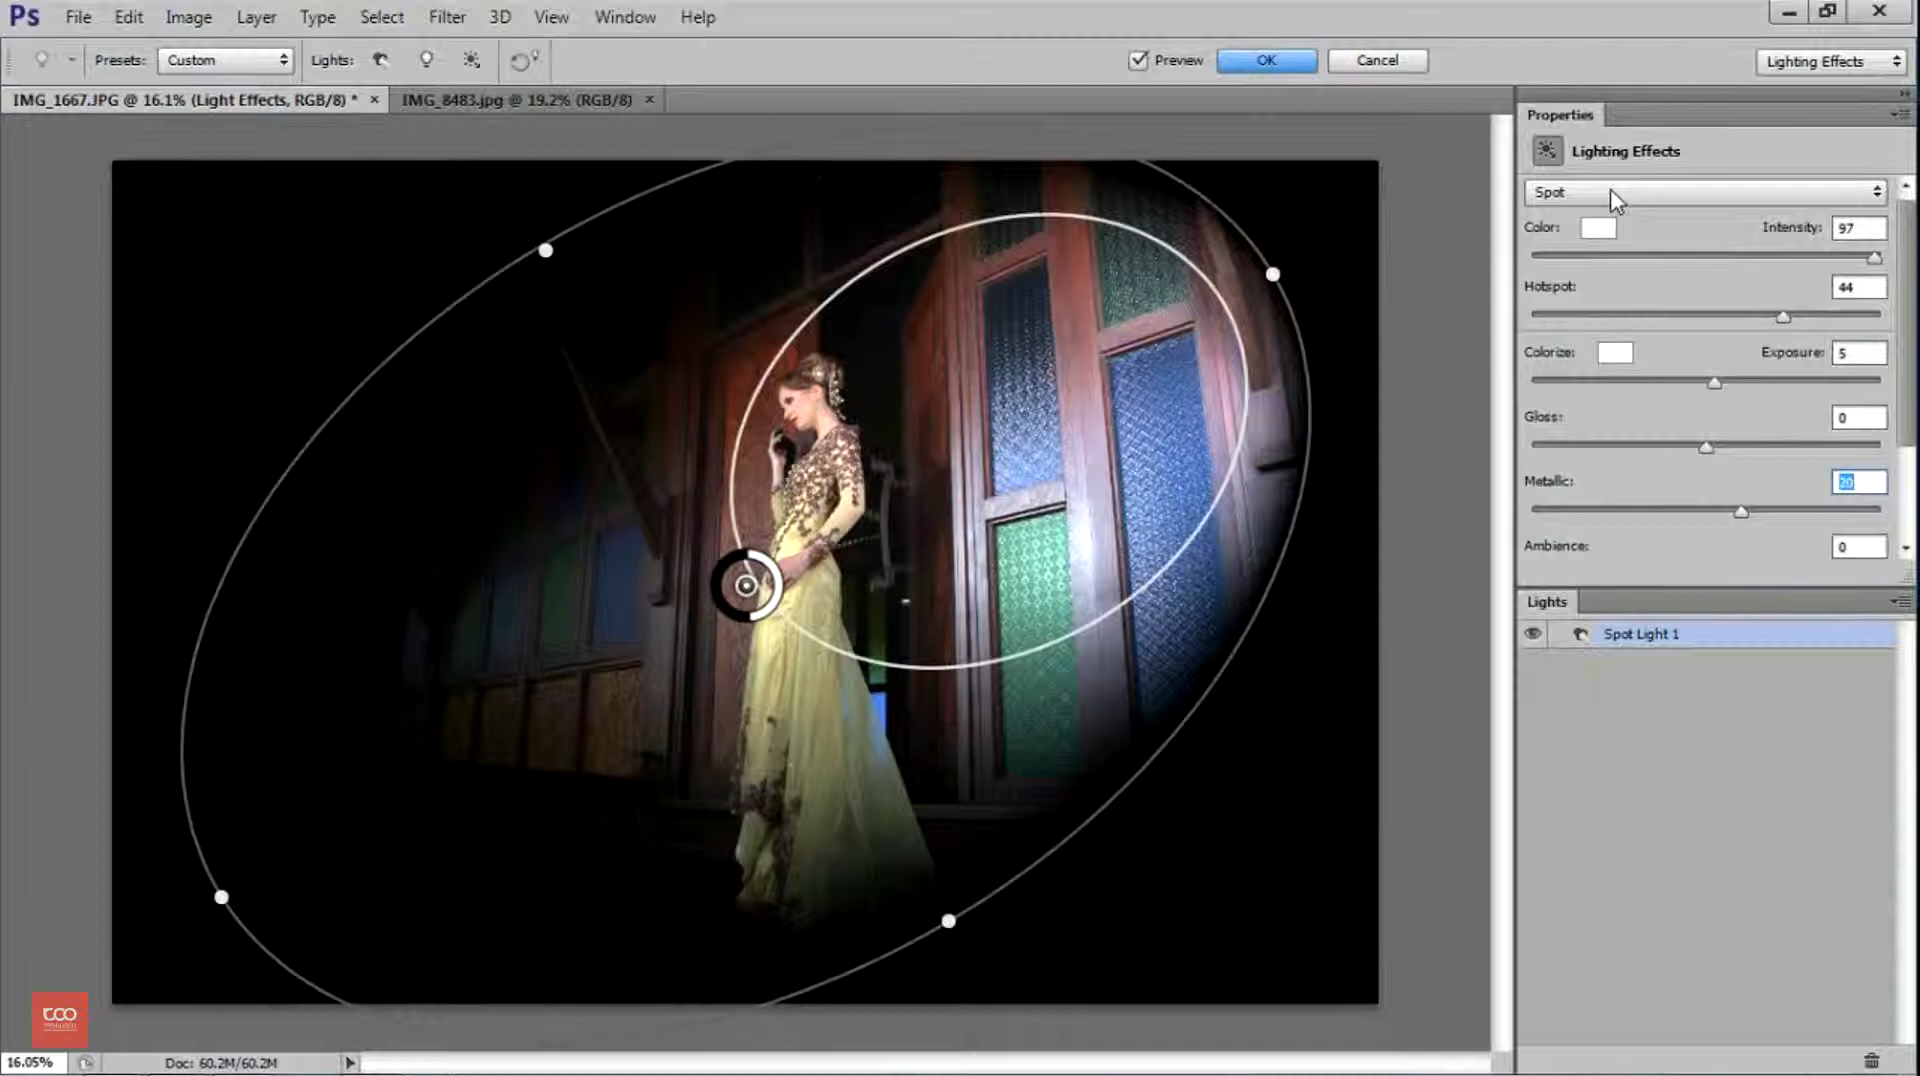 Ps File Edit Image Layer Type Select Filter 3D View Window Help
Presets: Custom Lights: Preview OK Cancel Lighting Effects
IMG_1667.JPG @ 16.1% (Light Effects, RGB/8) * × IMG_8483.jpg @ 19.2% (RGB/8) ×
Properties
Lighting Effects
Spot
Color: Intensity: 97
Hotspot: 44
Colorize: Exposure: 5
Gloss: 0
Metallic: 20
Ambience: 0
Lights
Spot Light 1
16.05% Doc: 60.2M/60.2M